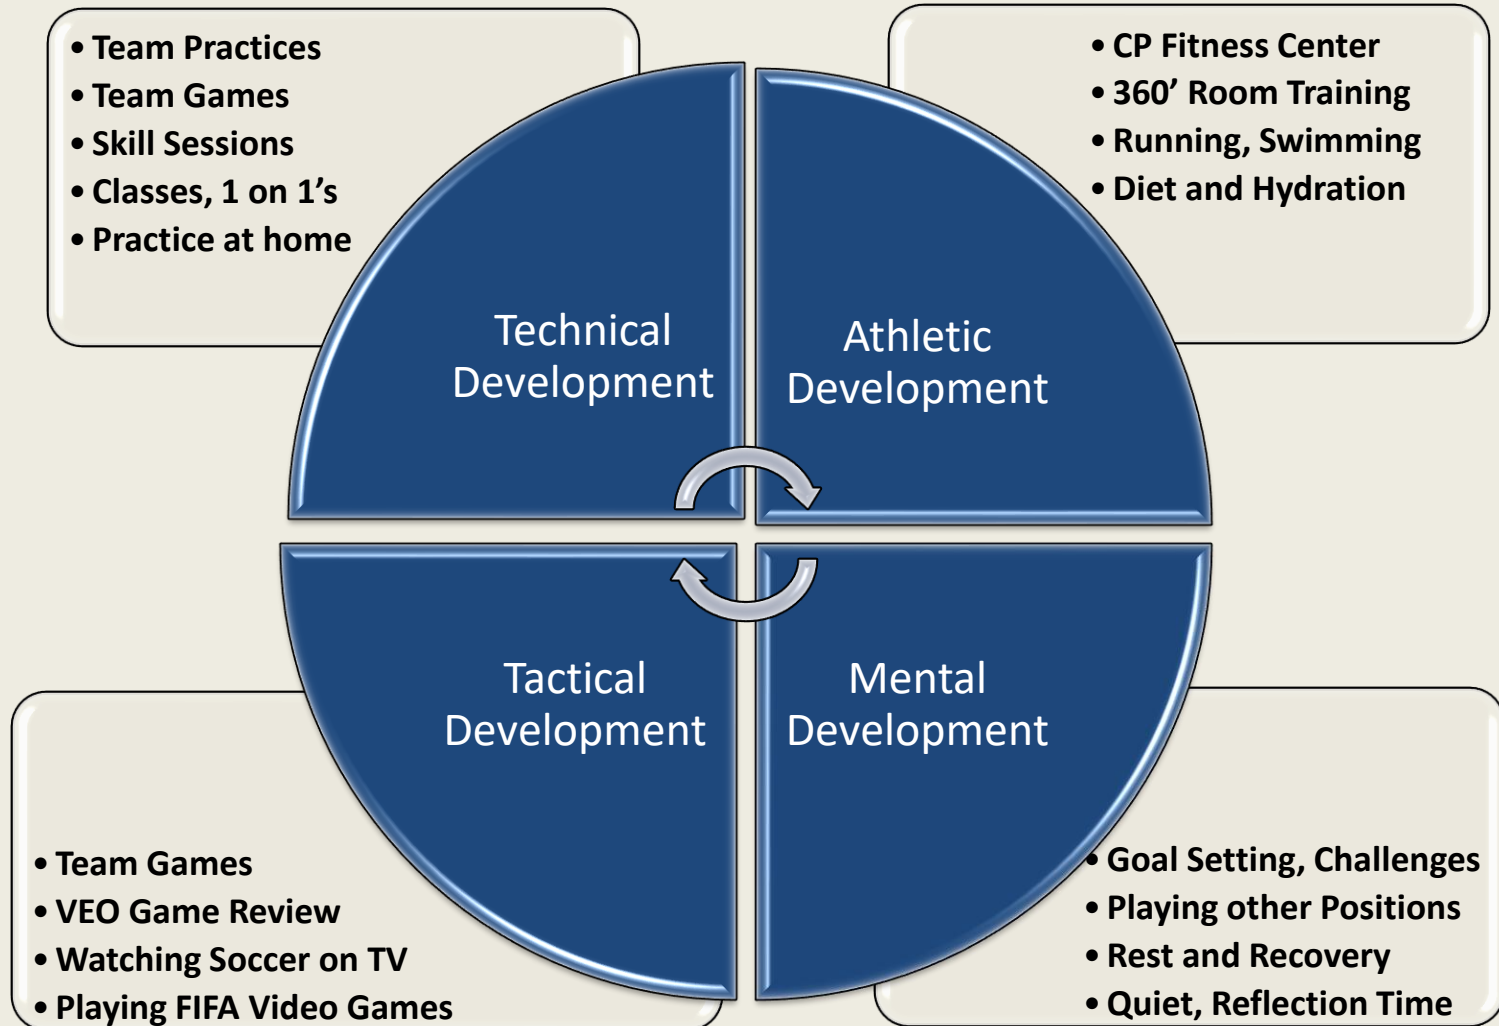 • Team Practices
• Team Games
• Skill Sessions
• Classes, 1 on 1’s
• Practice at home
• CP Fitness Center
• 360’ Room Training
• Running, Swimming
• Diet and Hydration
Technical
Development
Athletic
Development
Tactical
Development
Mental
Development
• Team Games
• VEO Game Review
• Watching Soccer on TV
• Playing FIFA Video Games
• Goal Setting, Challenges
• Playing other Positions
• Rest and Recovery
• Quiet, Reflection Time